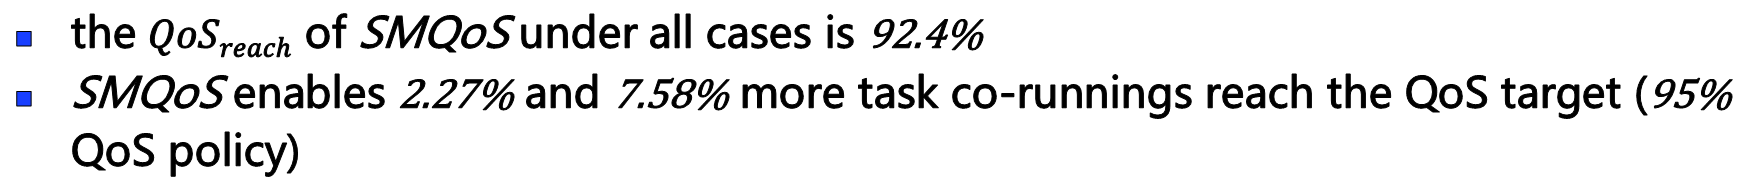 ▪ the QoS_reach of SMQoS under all cases is 92.4%
▪ SMQoS enables 2.27% and 7.58% more task co-runnings reach the QoS target (95%
QoS policy)